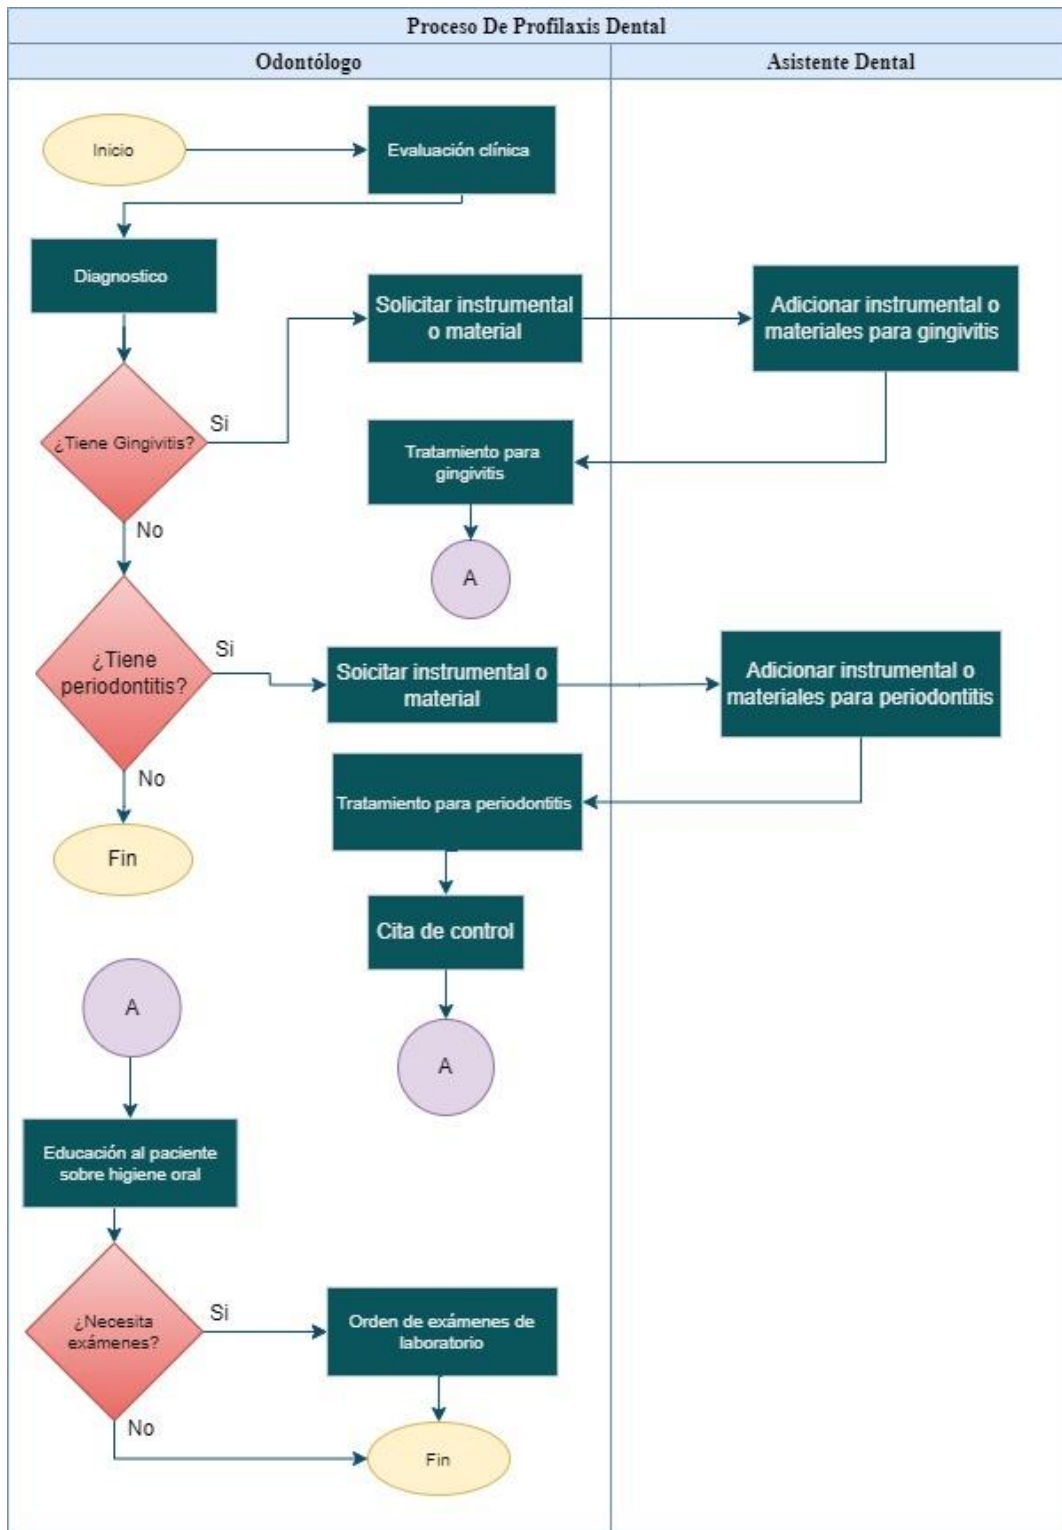 Proceso De Profilaxis Dental
Odontólogo
Asistente Dental
Inicio
Evaluación clínica
Diagnostico
Solicitar instrumental
o material
Adicionar instrumental o
materiales para gingivitis
¿Tiene Gingivitis?
Si
Tratamiento para
gingivitis
No
A
¿Tiene
periodontitis?
Si
Soicitar instrumental o
material
Adicionar instrumental o
materiales para periodontitis
No
Tratamiento para periodontitis
Fin
Cita de control
A
A
Educación al paciente
sobre higiene oral
¿Necesita
exámenes?
Si
Orden de exámenes de
laboratorio
No
Fin